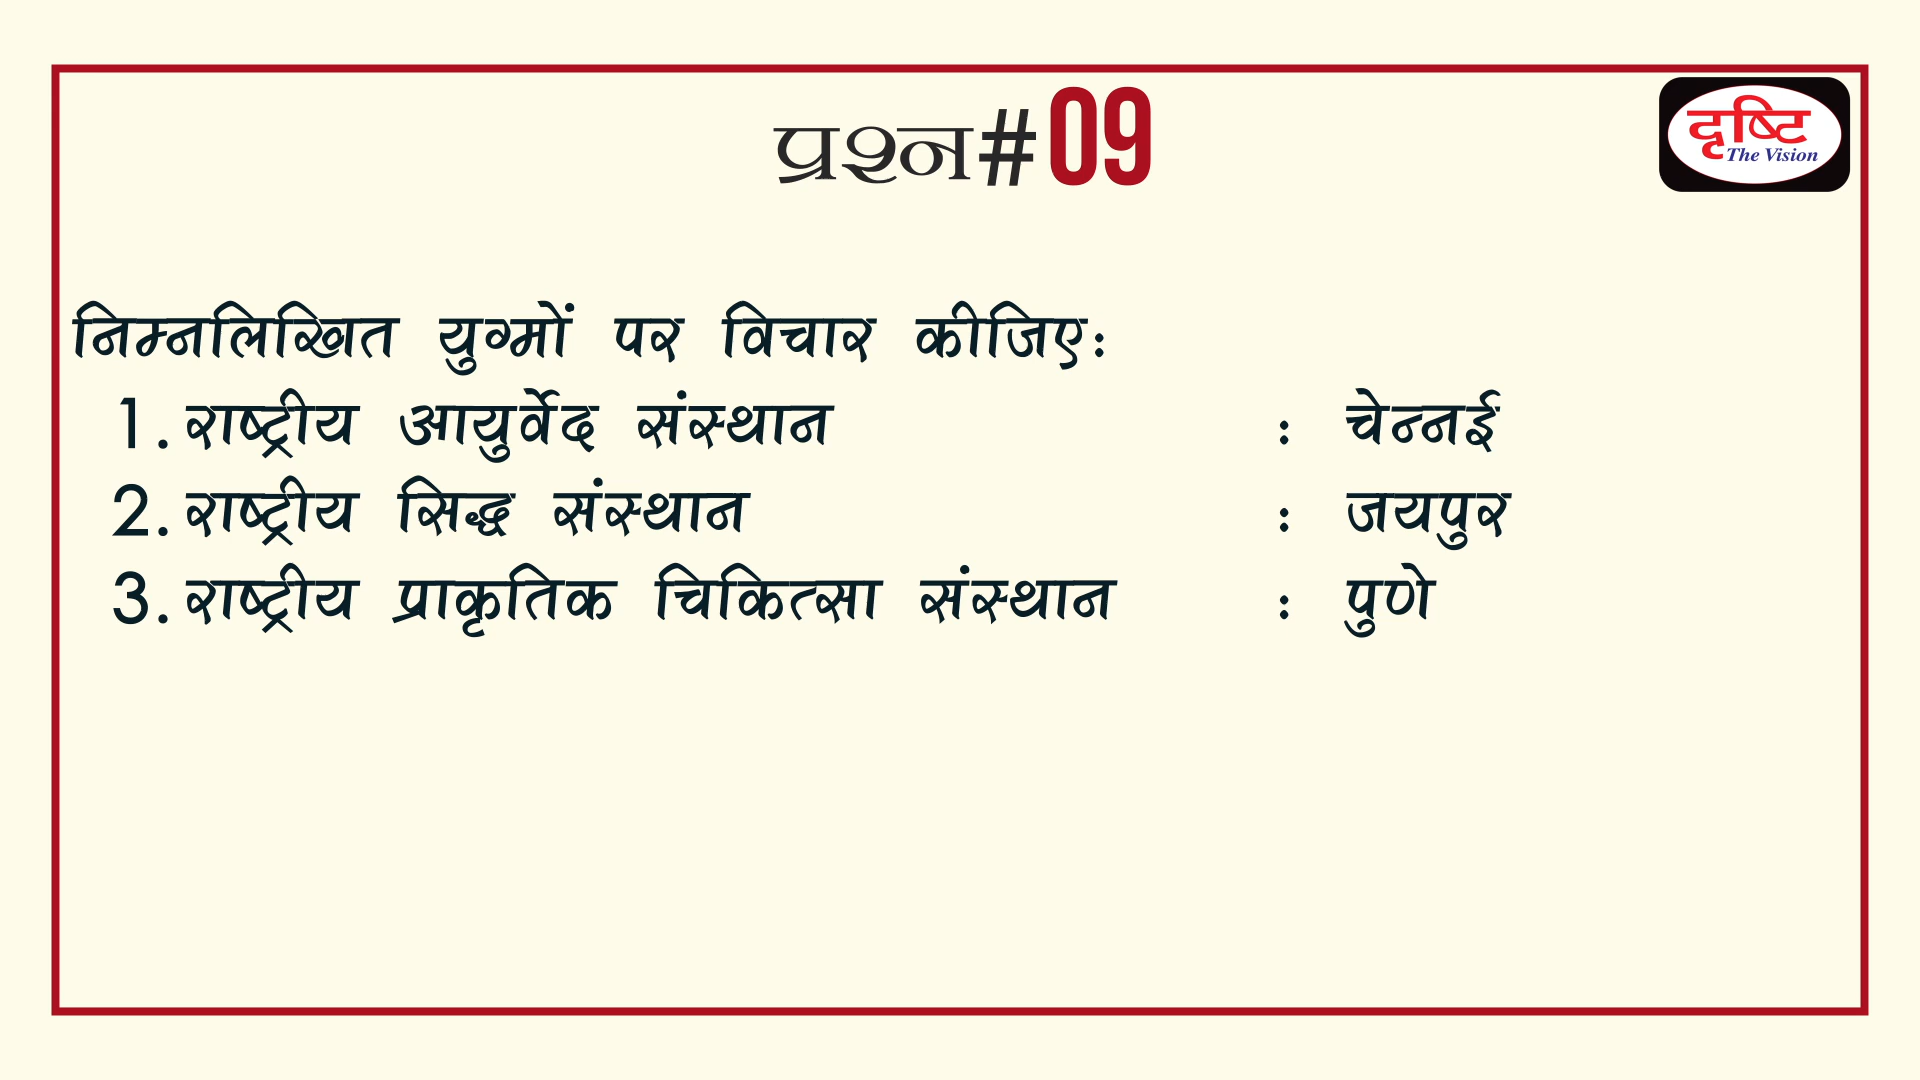 प्रश्न#09
दृष्टि
The Vision
निम्नलिखित युग्मों पर विचार कीजिए:
1. राष्ट्रीय आयुर्वेद संस्थान : चेन्नई
2. राष्ट्रीय सिद्ध संस्थान : जयपुर
3. राष्ट्रीय प्राकृतिक चिकित्सा संस्थान : पुणे